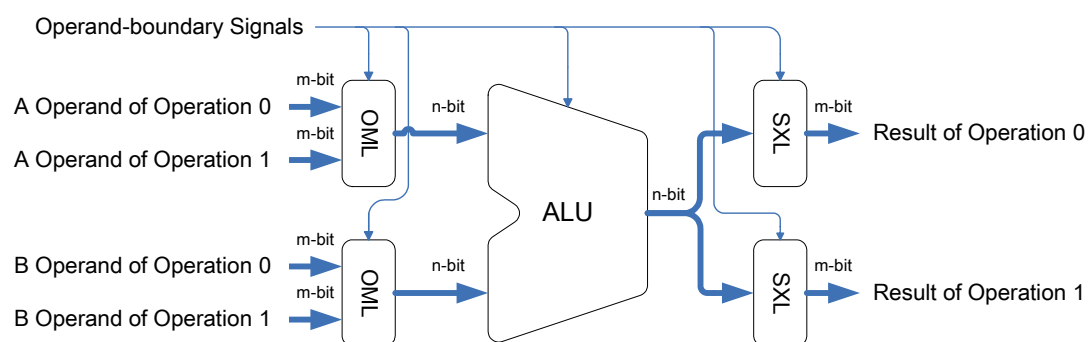 Operand-boundary Signals
m-bit
A Operand of Operation 0
m-bit
A Operand of Operation 1
OML
n-bit
m-bit
B Operand of Operation 0
m-bit
B Operand of Operation 1
OML
n-bit
ALU
n-bit
SXL
m-bit
Result of Operation 0
SXL
m-bit
Result of Operation 1